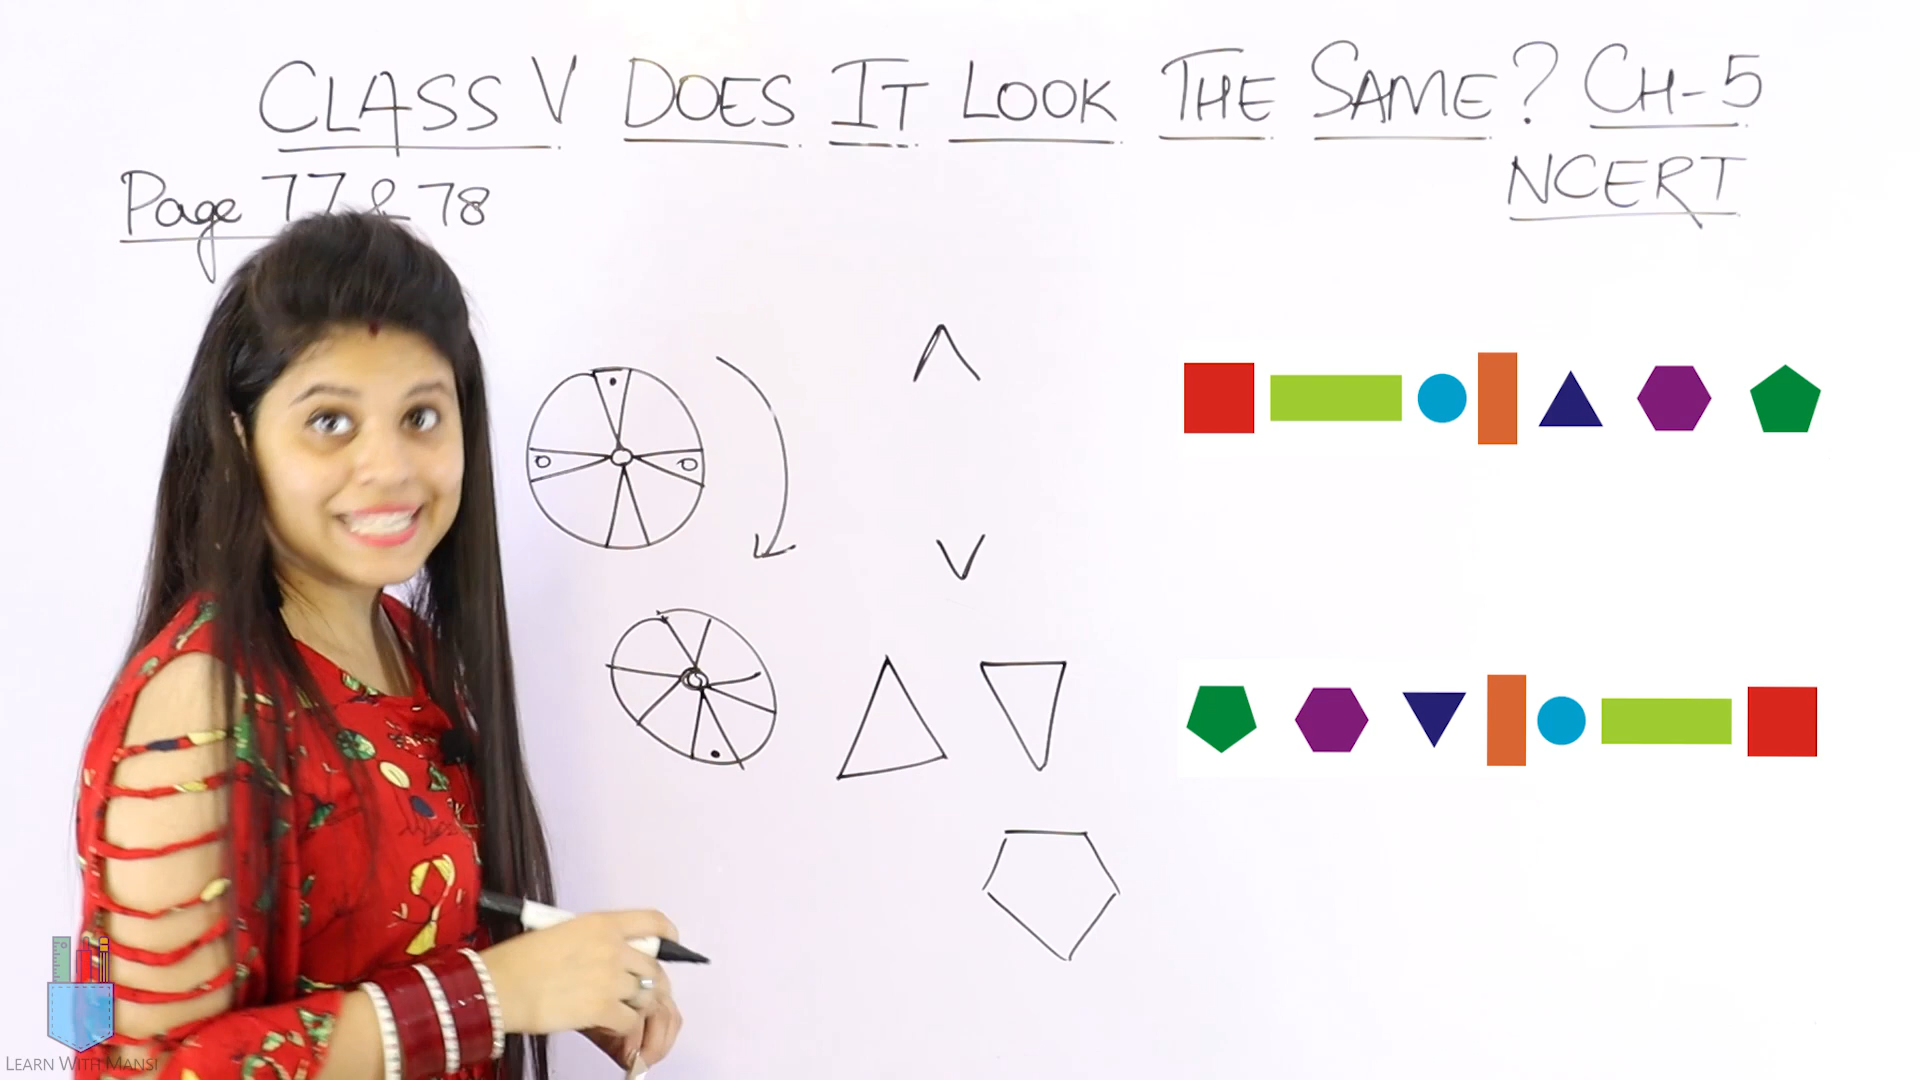 CLASS V DOES IT LOOK THE SAME? CH-5
NCERT
Page 77 & 78
LEARN WITH MANSI